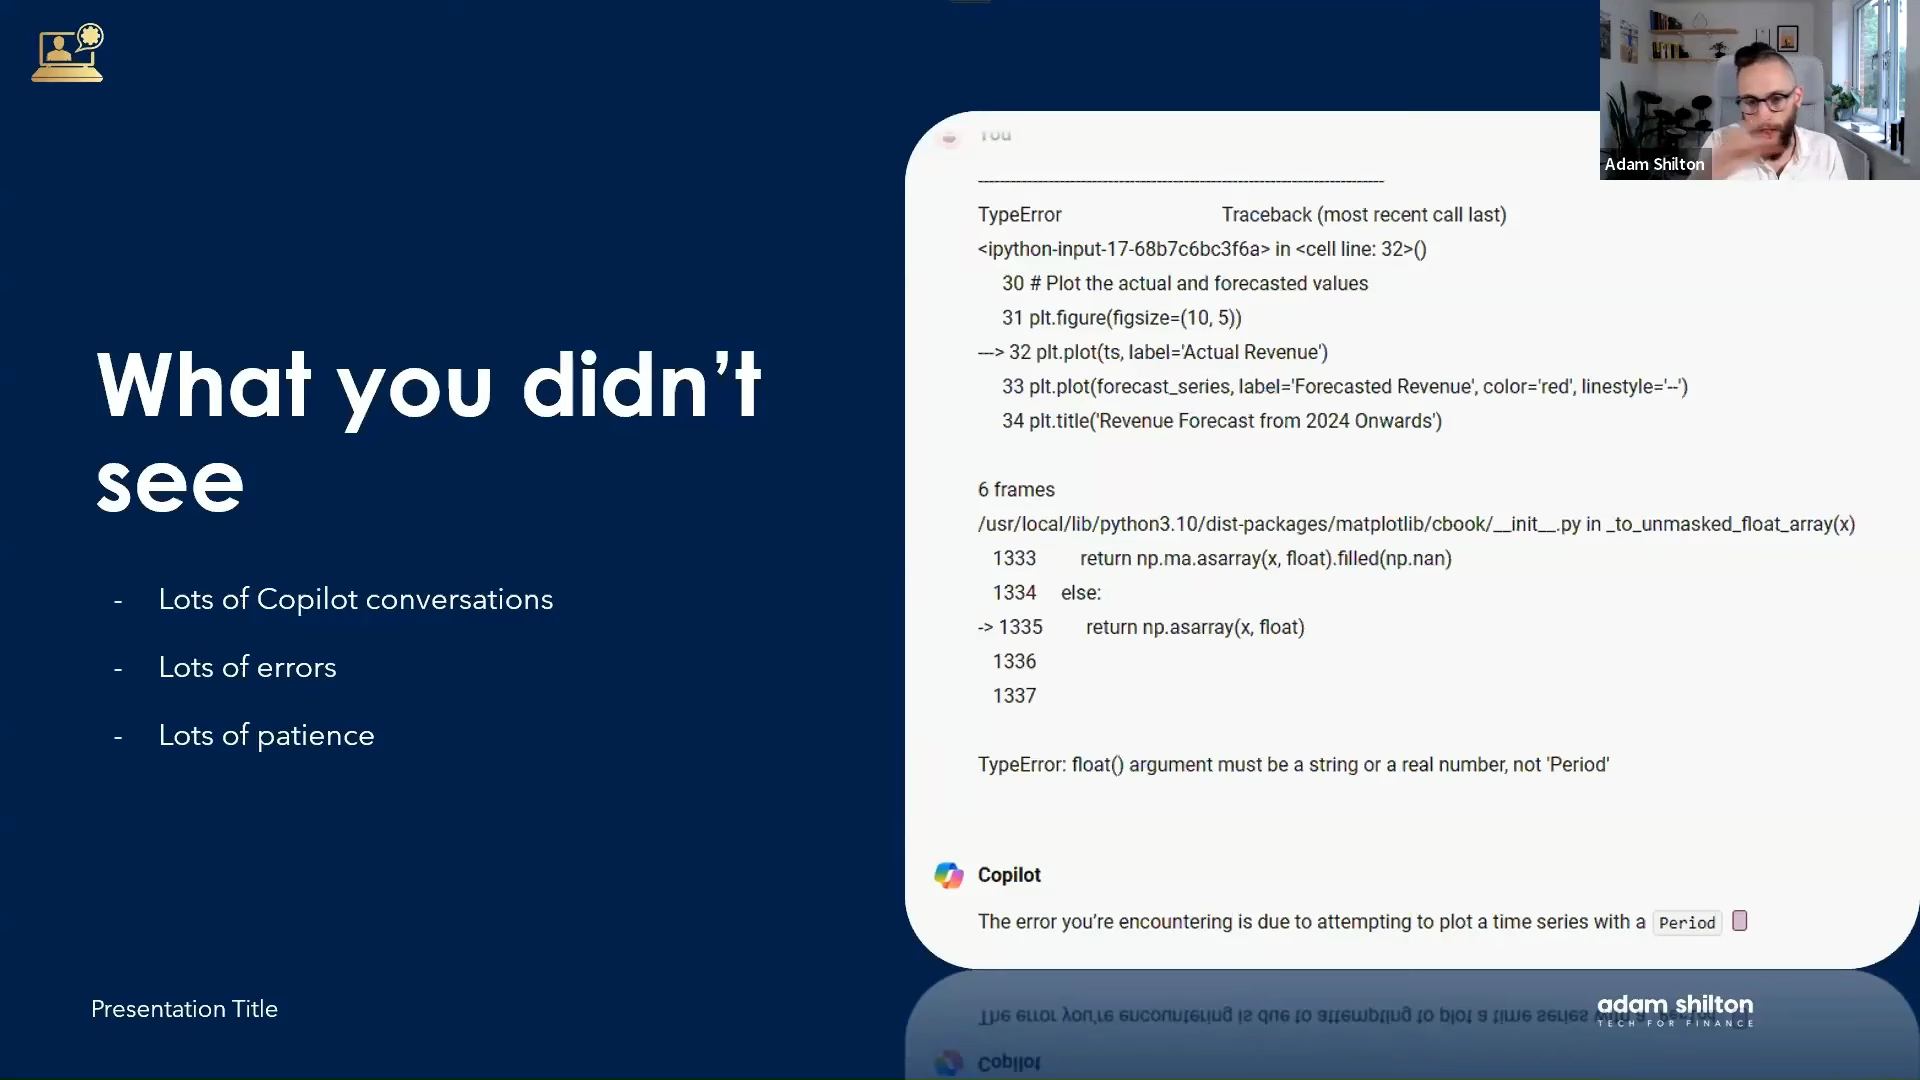 Adam Shilton
What you didn’t
see
- Lots of Copilot conversations
- Lots of errors
- Lots of patience
Presentation Title
You
---------------------------------------------------------------------------
TypeError Traceback (most recent call last)
<ipython-input-17-68b7c6bc3f6a> in <cell line: 32>()
30 # Plot the actual and forecasted values
31 plt.figure(figsize=(10, 5))
---> 32 plt.plot(ts, label='Actual Revenue')
33 plt.plot(forecast_series, label='Forecasted Revenue', color='red', linestyle='--')
34 plt.title('Revenue Forecast from 2024 Onwards')
6 frames
/usr/local/lib/python3.10/dist-packages/matplotlib/cbook/__init__.py in _to_unmasked_float_array(x)
1333 return np.ma.asarray(x, float).filled(np.nan)
1334 else:
-> 1335 return np.asarray(x, float)
1336
1337
TypeError: float() argument must be a string or a real number, not 'Period'
Copilot
The error you’re encountering is due to attempting to plot a time series with a Period
adam shilton
TECH FOR FINANCE